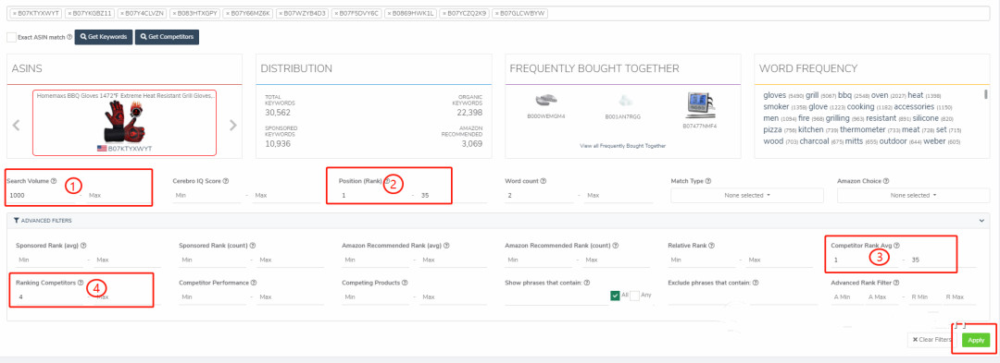 × B07KTYXWYT × B07YKGBZ11 × B07Y4CLVZN × B083HTXGPY × B07Y66MZ6K × B07WZYB4D3 × B07F5DVY6C × B0869HWK1L × B07YCZQ2K9 × B07GLCWBYW
Exact ASIN match Get Keywords Get Competitors
ASINS
Homemaxs BBQ Gloves 1472°F Extreme Heat Resistant Grill Gloves,..
B07KTYXWYT
DISTRIBUTION
TOTAL KEYWORDS
30,562
ORGANIC KEYWORDS
22,398
SPONSORED KEYWORDS
10,936
AMAZON RECOMMENDED
3,069
FREQUENTLY BOUGHT TOGETHER
B000WEMGM4 B001AN7RGG B07477NMF4
View all Frequently Bought Together
WORD FREQUENCY
gloves (5490) grill (5067) bbq (2548) oven (2027) heat (1398)
smoker (1358) glove (1223) cooking (1182) accessories (1150)
men (1094) fire (968) grilling (963) resistant (891) silicone (820)
pizza (756) kitchen (739) thermometer (733) meat (728) set (715)
wood (703) charcoal (675) mitts (655) outdoor (644) weber (605)
Search Volume ① Cerebro IQ Score Position (Rank) ② Word count Match Type Amazon Choice
1000 - Max Min - Max 1 - 35 2 - Max None selected None selected
ADVANCED FILTERS
Sponsored Rank (avg) Sponsored Rank (count) Amazon Recommended Rank (avg) Amazon Recommended Rank (count) Relative Rank Competitor Rank Avg
Min - Max Min - Max Min - Max Min - Max Min - Max 1 - 35 ③
Ranking Competitors ④ Competitor Performance Competing Products Show phrases that contain: Exclude phrases that contain: Advanced Rank Filter
4 - Max Min - Max Min - Max All Any A Min A Max - R Min R Max
Clear Filters Apply